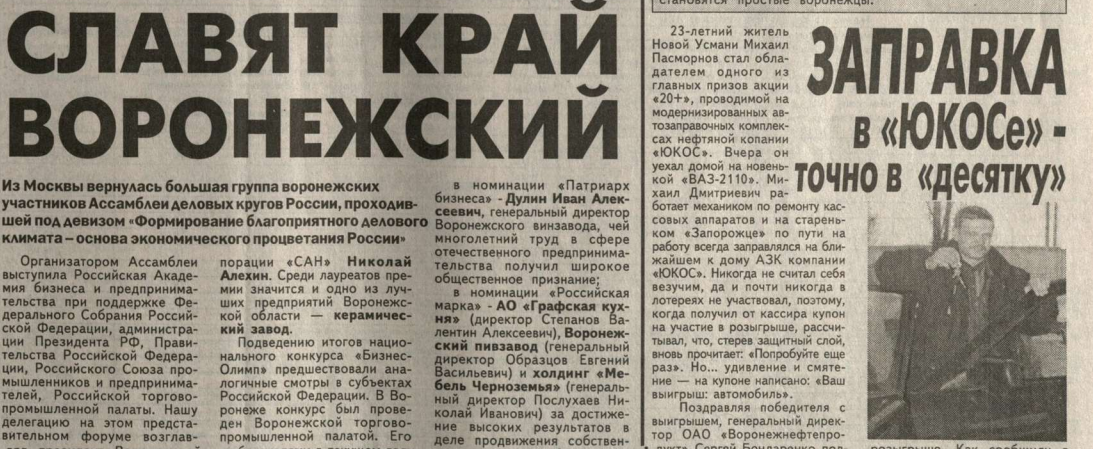 СЛАВЯТ КРАЙ
ВОРОНЕЖСКИЙ
Из Москвы вернулась большая группа воронежских
участников Ассамблеи деловых кругов России, проходив-
шей под девизом «Формирование благоприятного делового
климата – основа экономического процветания России»
Организатором Ассамблеи
выступила Российская Акаде-
мия бизнеса и предпринима-
тельства при поддержке Фе-
дерального Собрания Россий-
ской Федерации, администра-
ции Президента РФ, Прави-
тельства Российской Федера-
ции, Российского Союза про-
мышленников и предпринима-
телей, Российской торгово-
промышленной палаты. Нашу
делегацию на этом предста-
вительном форуме возглав-
порации «САН» Николай
Алехин. Среди лауреатов пре-
мии значится и одно из луч-
ших предприятий Воронежс-
кой области — керамичес-
кий завод.
Подведению итогов нацио-
нального конкурса «Бизнес-
Олимп» предшествовали ана-
логичные смотры в субъектах
Российской Федерации. В Во-
ронеже конкурс был прове-
ден Воронежской торгово-
промышленной палатой. Его
в номинации «Патриарх
бизнеса» - Дулин Иван Алек-
сеевич, генеральный директор
Воронежского винзавода, чей
многолетний труд в сфере
отечественного предпринима-
тельства получил широкое
общественное признание;
в номинации «Российская
марка» - АО «Графская кух-
ня» (директор Степанов Ва-
лентин Алексеевич), Воронеж-
ский пивзавод (генеральный
директор Образцов Евгений
Васильевич) и холдинг «Ме-
бель Черноземья» (генераль-
ный директор Послухаев Ни-
колай Иванович) за достиже-
ние высоких результатов в
деле продвижения собствен-
становятся простые воронежцы.
ЗАПРАВКА
в «ЮКОСе» -
точно в «десятку»
23-летний житель
Новой Усмани Михаил
Пасморнов стал обла-
дателем одного из
главных призов акции
«20+», проводимой на
модернизированных ав-
тозаправочных комплек-
сах нефтяной копании
«ЮКОС». Вчера он
уехал домой на новень-
кой «ВАЗ-2110». Ми-
хаил Дмитриевич ра-
ботает механиком по ремонту кас-
совых аппаратов и на старень-
ком «Запорожце» по пути на
работу всегда заправлялся на бли-
жайшем к дому АЗК компании
«ЮКОС». Никогда не считал себя
везучим, да и почти никогда в
лотереях не участвовал, поэтому,
когда получил от кассира купон
на участие в розыгрыше, рассчи-
тывал, что, стерев защитный слой,
вновь прочитает: «Попробуйте еще
раз». Но... удивление и смяте-
ние — на купоне написано: «Ваш
выигрыш: автомобиль».
Поздравляя победителя с
выигрышем, генеральный дирек-
тор ОАО «Воронежнефтепро-
дукт» Сергей Бондаренко